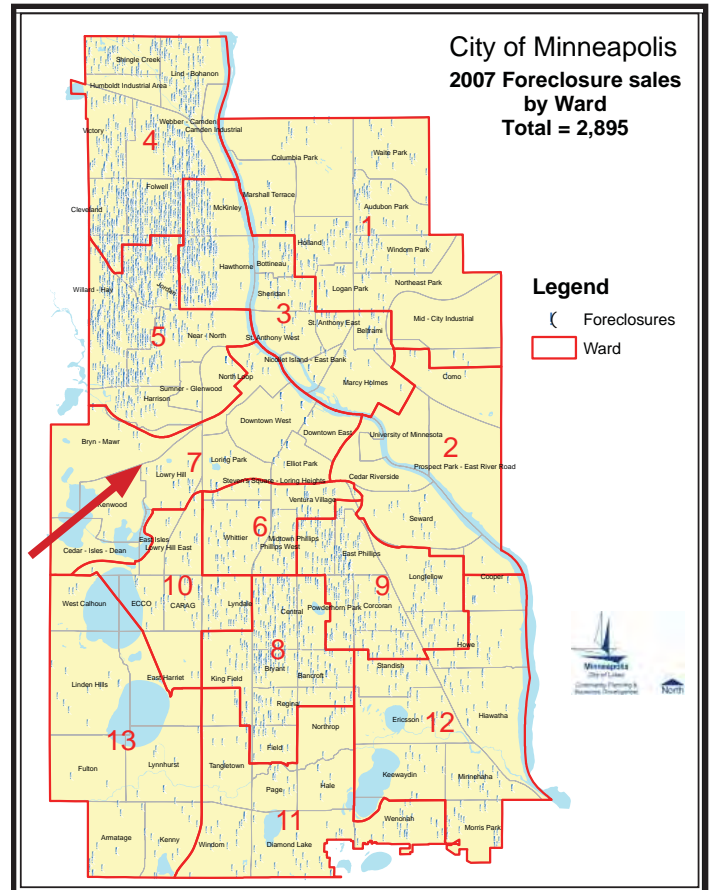 City of Minneapolis
2007 Foreclosure sales
by Ward
Total = 2,895
Legend
Foreclosures
Ward
Shingle Creek
Lind - Bohanon
Humboldt Industrial Area
Webber - Camden
Camden Industrial
Victory
4
Columbia Park
Waite Park
Folwell
McKinley
Marshall Terrace
Cleveland
Audubon Park
1
Holland
Windom Park
Hawthorne
Bottineau
Northeast Park
Willard - Hay
Jordan
Sheridan
Logan Park
3
St. Anthony East
Mid - City Industrial
5
Near - North
St. Anthony West
Beltrami
Nicollet Island - East Bank
North Loop
Como
Marcy Holmes
Sumner - Glenwood
Harrison
Downtown West
Downtown East
University of Minnesota
2
Bryn - Mawr
7
Loring Park
Elliot Park
Prospect Park - East River Road
Lowry Hill
Steven's Square - Loring Heights
Cedar Riverside
Kenwood
Ventura Village
Seward
6
East Isles
Whittier
Midtown Phillips
Lowry Hill East
Phillips West
Cedar - Isles - Dean
East Phillips
10
9
Longfellow
Cooper
West Calhoun
ECCO
CARAG
Lyndale
Central
Powderhorn Park
Corcoran
8
Howe
Bryant
Standish
Linden Hills
East Harriet
King Field
Bancroft
Regina
Ericsson
12
Hiawatha
13
Northrop
Field
Fulton
Lynnhurst
Tangletown
Keewaydin
Minnehaha
Page
Hale
11
Wenonah
Morris Park
Armatage
Kenny
Windom
Diamond Lake
Minneapolis
City of Lakes
Community Planning &
Economic Development
North